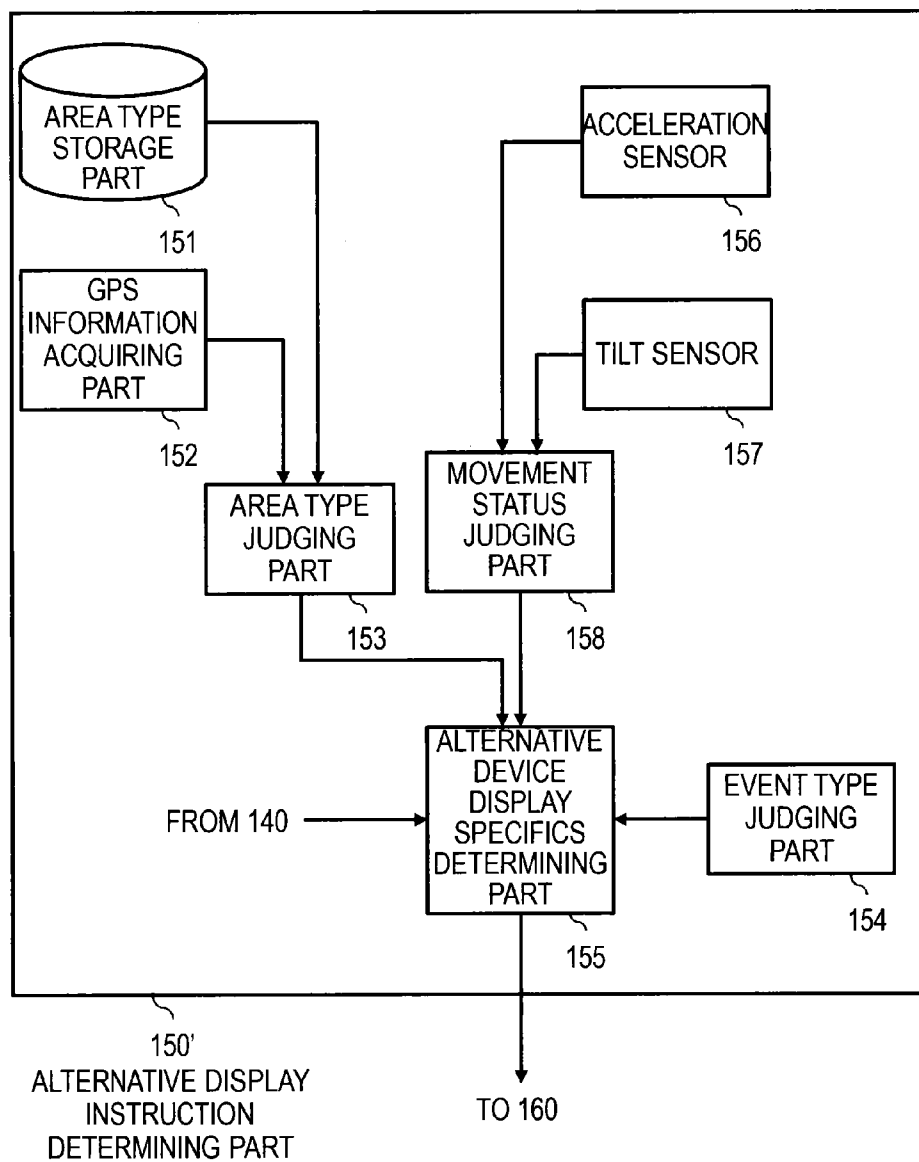 AREA TYPE
STORAGE
PART
151
ACCELERATION
SENSOR
156
GPS
INFORMATION
ACQUIRING
PART
152
TILT SENSOR
157
AREA TYPE
JUDGING
PART
153
MOVEMENT
STATUS
JUDGING
PART
158
FROM 140
ALTERNATIVE
DEVICE
DISPLAY
SPECIFICS
DETERMINING
PART
155
EVENT TYPE
JUDGING
PART
154
150'
ALTERNATIVE DISPLAY
INSTRUCTION
DETERMINING PART
TO 160